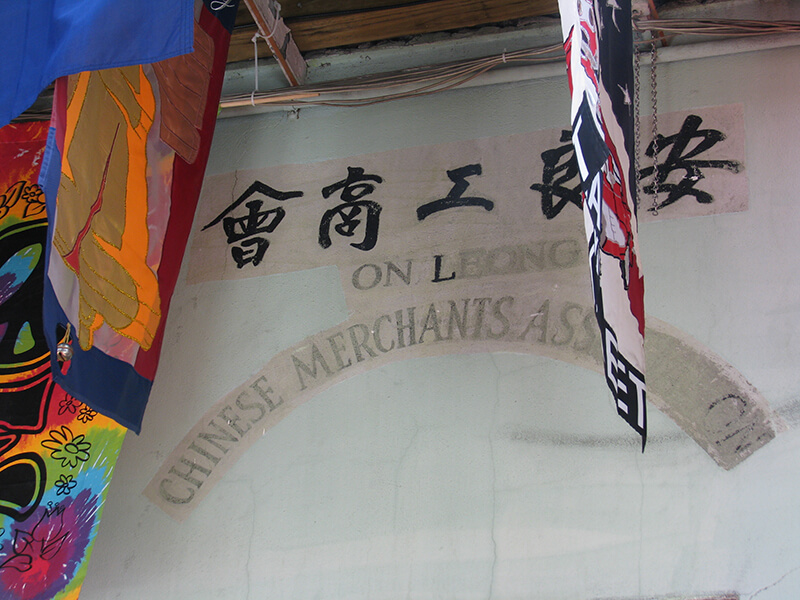 安良工商會
ON LEONG
CHINESE MERCHANTS ASS